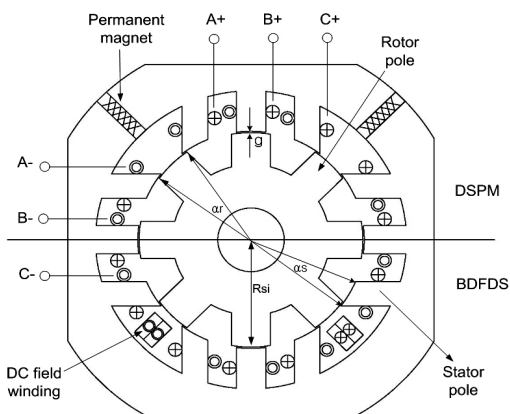 Permanent
magnet
A+
B+
C+
Rotor
pole
g
A-
αr
B-
DSPM
C-
αs
Rsi
BDFDS
DC field
winding
Stator
pole